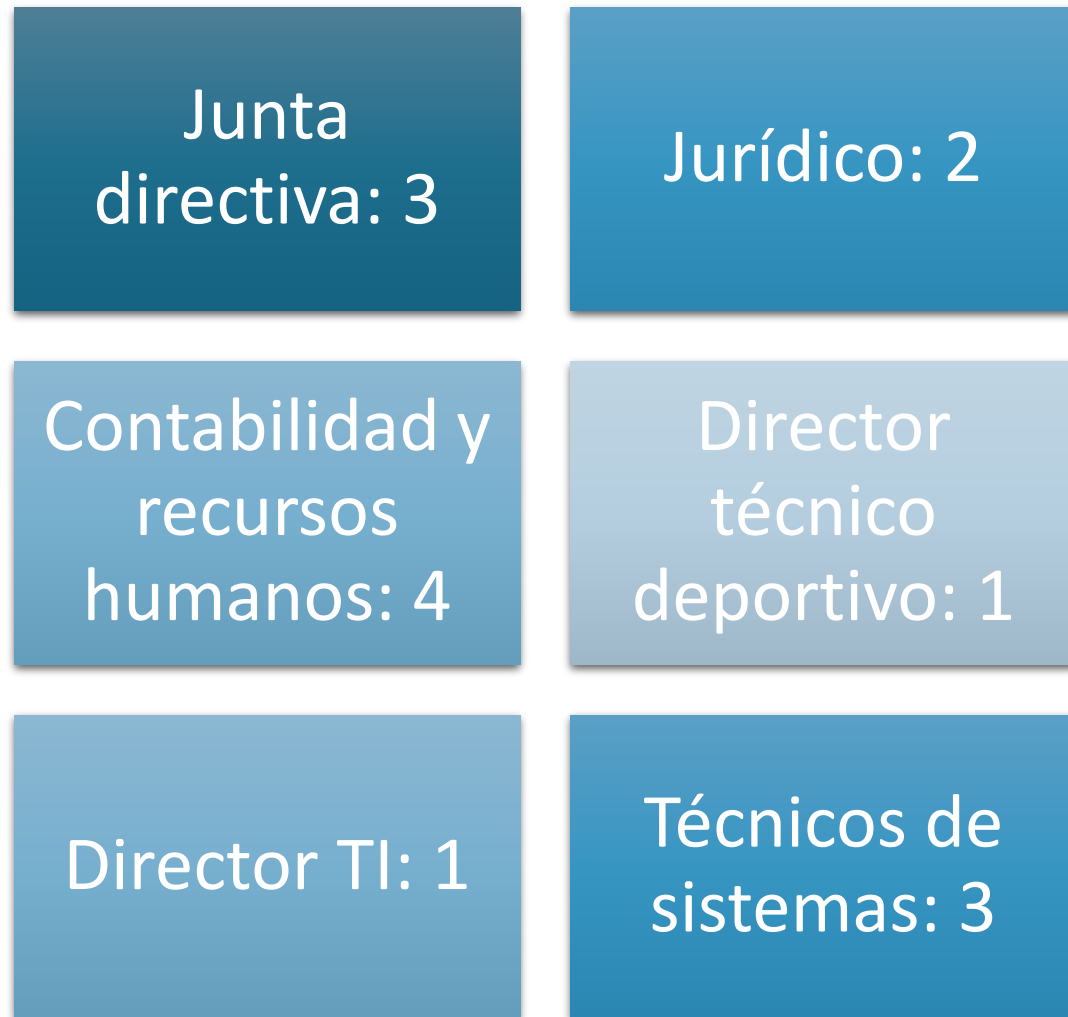 Junta
directiva: 3
Jurídico: 2
Contabilidad y
recursos
humanos: 4
Director
técnico
deportivo: 1
Director TI: 1
Técnicos de
sistemas: 3